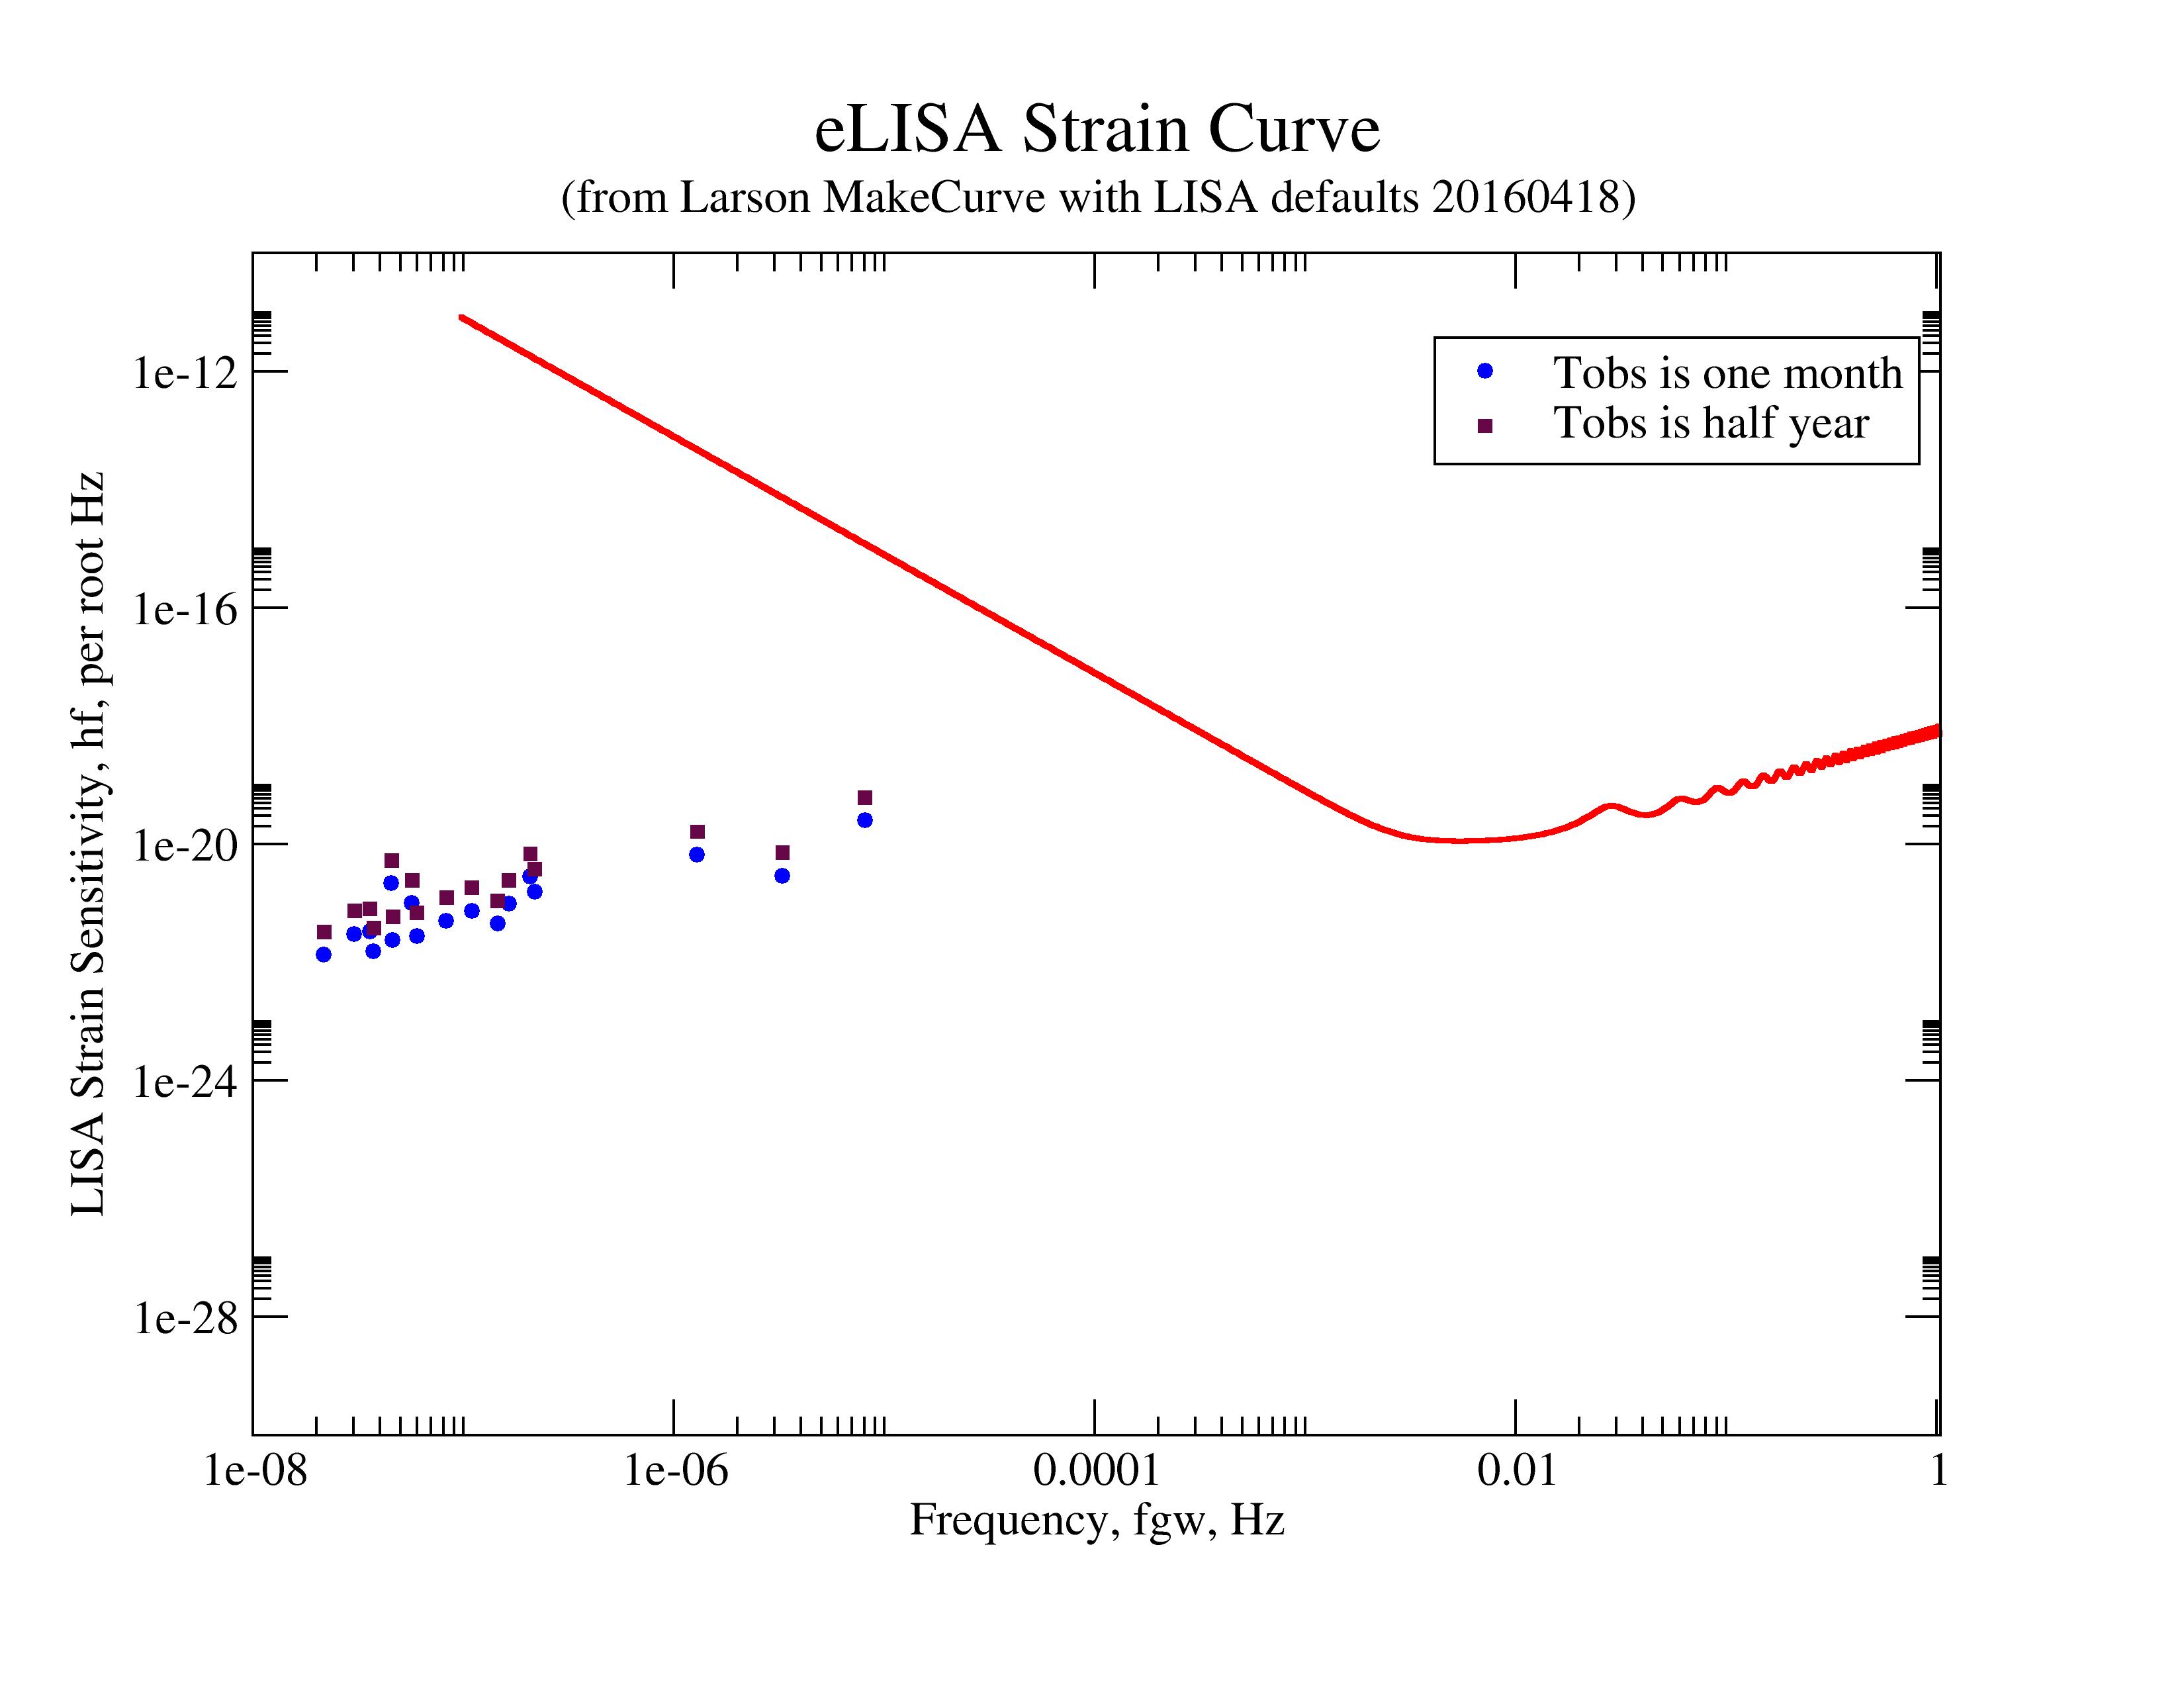 eLISA Strain Curve
(from Larson MakeCurve with LISA defaults 20160418)
Tobs is one month
Tobs is half year
LISA Strain Sensitivity, hf, per root Hz
1e-12
1e-16
1e-20
1e-24
1e-28
1e-08
1e-06
0.0001
0.01
1
Frequency, fgw, Hz